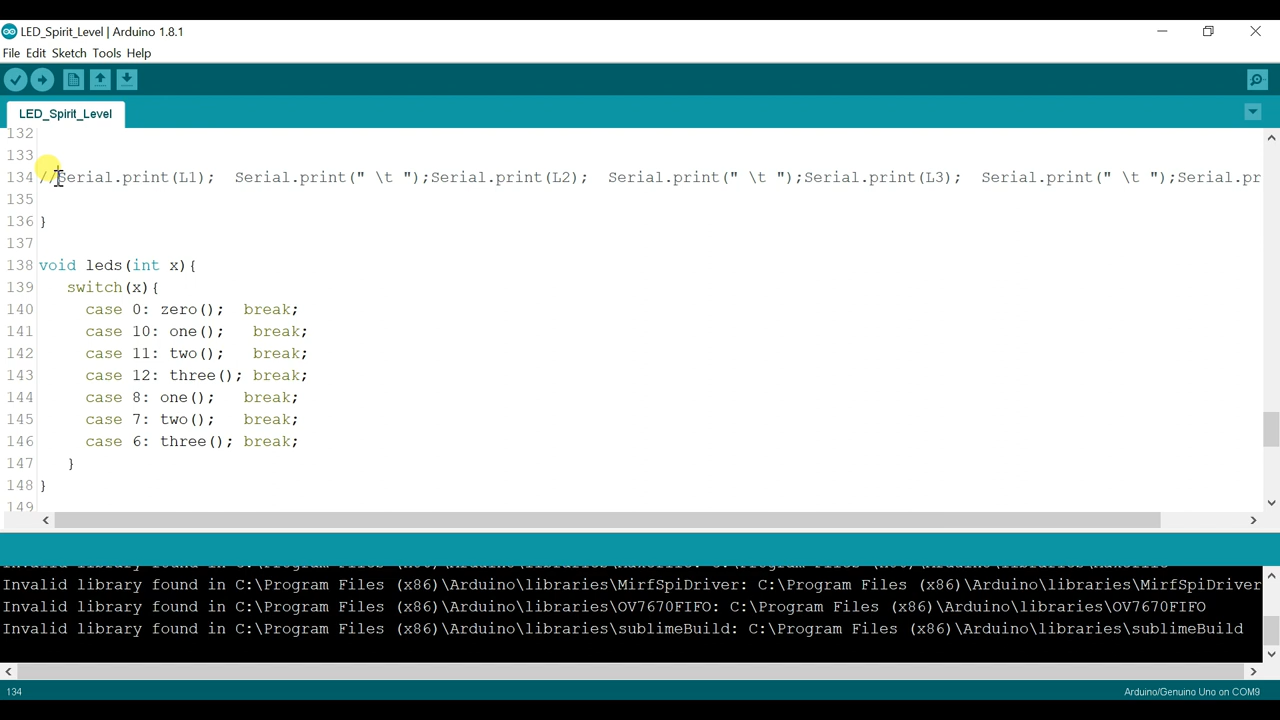 LED_Spirit_Level | Arduino 1.8.1
File Edit Sketch Tools Help
LED_Spirit_Level
132
133
134 //Serial.print(L1);  Serial.print(" \t ");Serial.print(L2);  Serial.print(" \t ");Serial.print(L3);  Serial.print(" \t ");Serial.pr
135
136 }
137
138 void leds(int x){
139    switch(x){
140      case 0: zero();  break;
141      case 10: one();   break;
142      case 11: two();   break;
143      case 12: three(); break;
144      case 8: one();   break;
145      case 7: two();   break;
146      case 6: three(); break;
147    }
148 }
149
Invalid library found in C:\Program Files (x86)\Arduino\libraries\MirfSpiDriver: C:\Program Files (x86)\Arduino\libraries\MirfSpiDriver
Invalid library found in C:\Program Files (x86)\Arduino\libraries\OV7670FIFO: C:\Program Files (x86)\Arduino\libraries\OV7670FIFO
Invalid library found in C:\Program Files (x86)\Arduino\libraries\sublimeBuild: C:\Program Files (x86)\Arduino\libraries\sublimeBuild
134
Arduino/Genuino Uno on COM9